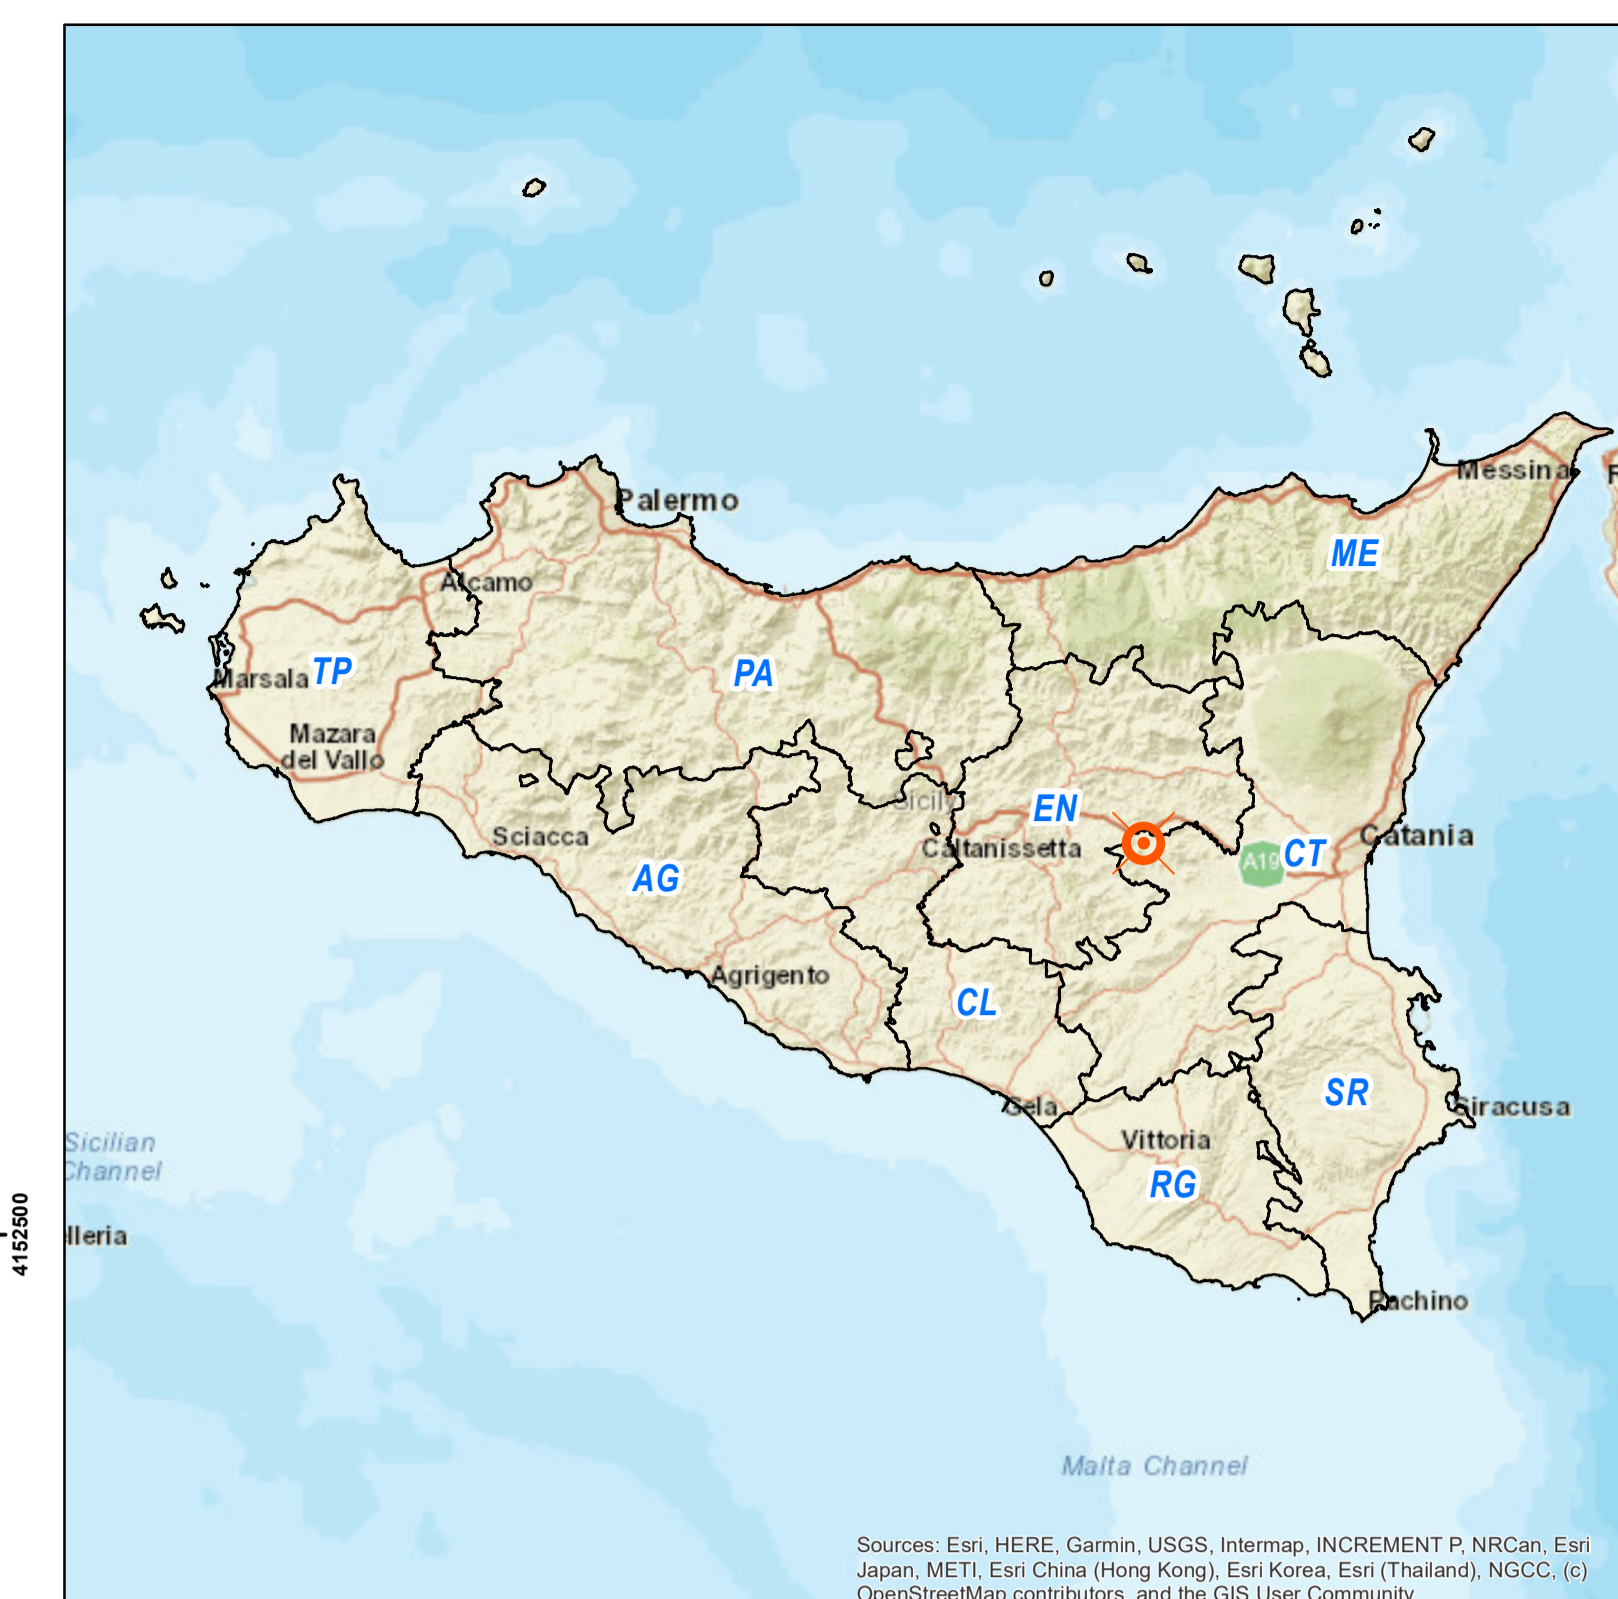 Messina
Palermo
ME
Alcamo
TP
PA
Marsala
Mazara
del Vallo
Sicily
EN
Sciacca
Caltanissetta
A19
CT
Catania
AG
Agrigento
CL
SR
Gela
Siracusa
Vittoria
Sicilian
Channel
RG
4152500
lleria
Pachino
Malta Channel
Sources: Esri, HERE, Garmin, USGS, Intermap, INCREMENT P, NRCan, Esri
Japan, METI, Esri China (Hong Kong), Esri Korea, Esri (Thailand), NGCC, (c)
OpenStreetMap contributors, and the GIS User Community